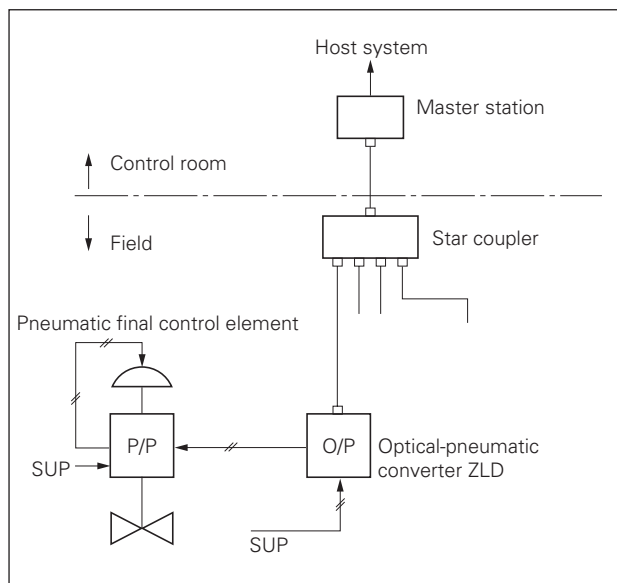 Host system
Master station
Control room
Field
Star coupler
Pneumatic final control element
P/P
O/P
Optical-pneumatic
converter ZLD
SUP
SUP